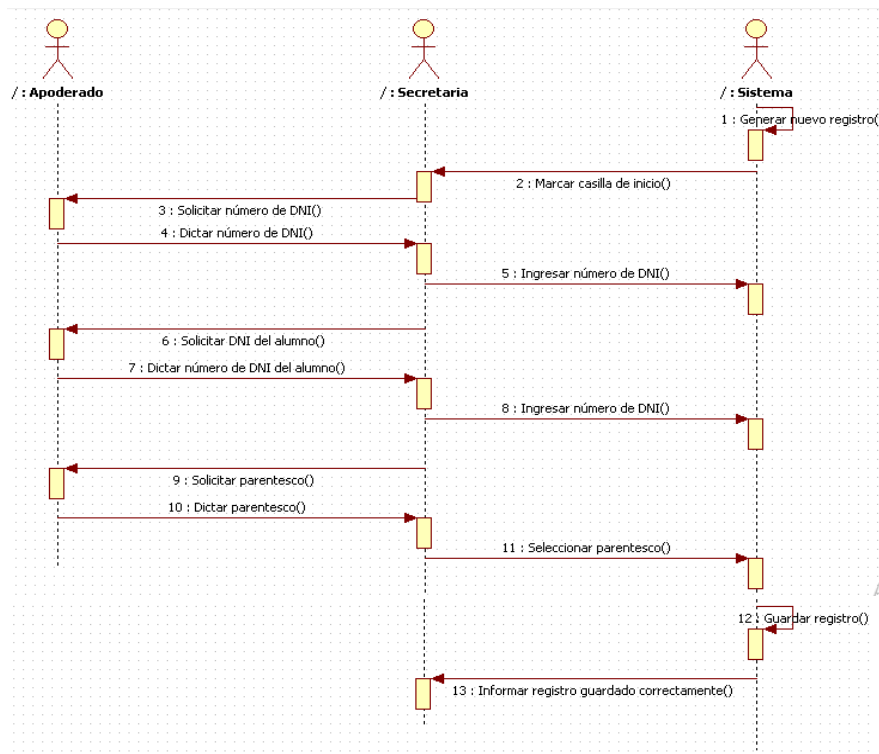 / : Apoderado
/ : Secretaria
/ : Sistema
1 : Generar nuevo registro(
2 : Marcar casilla de inicio()
3 : Solicitar número de DNI()
4 : Dictar número de DNI()
5 : Ingresar número de DNI()
6 : Solicitar DNI del alumno()
7 : Dictar número de DNI del alumno()
8 : Ingresar número de DNI()
9 : Solicitar parentesco()
10 : Dictar parentesco()
11 : Seleccionar parentesco()
12 : Guardar registro()
13 : Informar registro guardado correctamente()